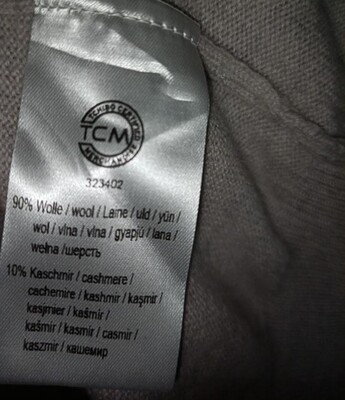 TCHIBO CERTIFIED
TCM
MERCHANDISE
323402
90% Wolle / wool / Laine / uld / yün /
wol / vlna / vlna / gyapjú / lana /
wełna /шерсть
10% Kaschmir / cashmere /
cachemire / kashmir / kaşmir /
kasjmier / kašmír /
kašmír / kasmír / casmir /
kaszmir / кашемир